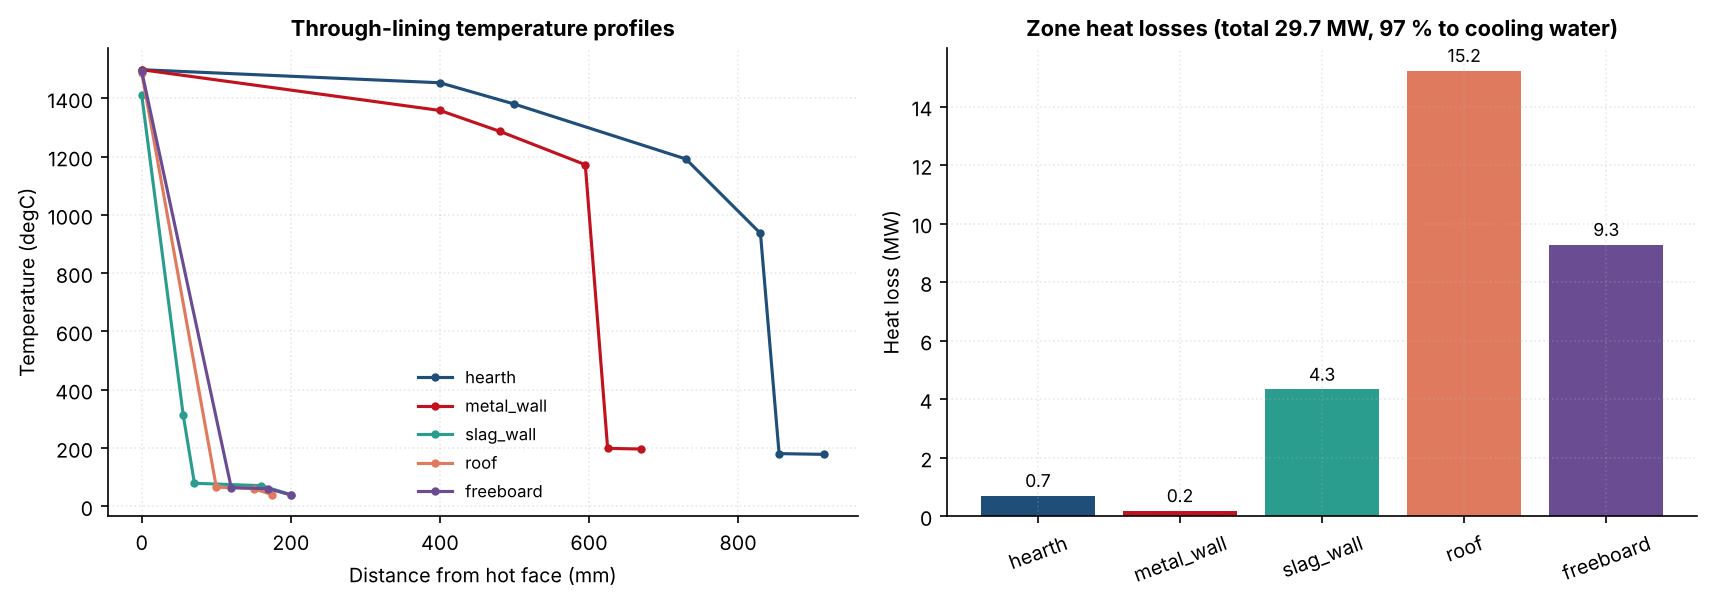 Through-lining temperature profiles
Temperature (degC)
1400
1200
1000
800
600
400
200
0
0 200 400 600 800
Distance from hot face (mm)
hearth
metal_wall
slag_wall
roof
freeboard
Zone heat losses (total 29.7 MW, 97 % to cooling water)
Heat loss (MW)
14
12
10
8
6
4
2
0
0.7
0.2
4.3
15.2
9.3
hearth metal_wall slag_wall roof freeboard